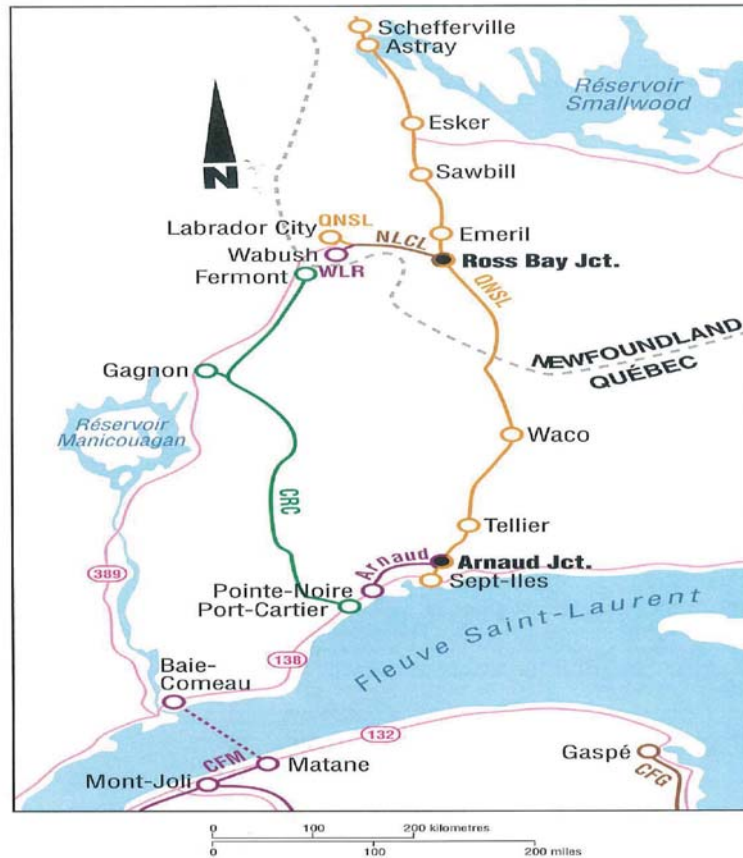 Schefferville
Astray
Réservoir
Smallwood
Esker
Sawbill
N
QNSL
Labrador City
NLCL
Emeril
Wabush
WLR
Ross Bay Jct.
Fermont
QNSL
NEWFOUNDLAND
QUÉBEC
Gagnon
Réservoir
Manicouagan
Waco
CRC
Tellier
Arnaud
Arnaud Jct.
389
Pointe-Noire
Sept-Iles
Port-Cartier
Fleuve Saint-Laurent
138
Baie-
Comeau
132
CFM
Matane
Gaspé
CFG
Mont-Joli
0 100 200 kilometres
0 100 200 miles